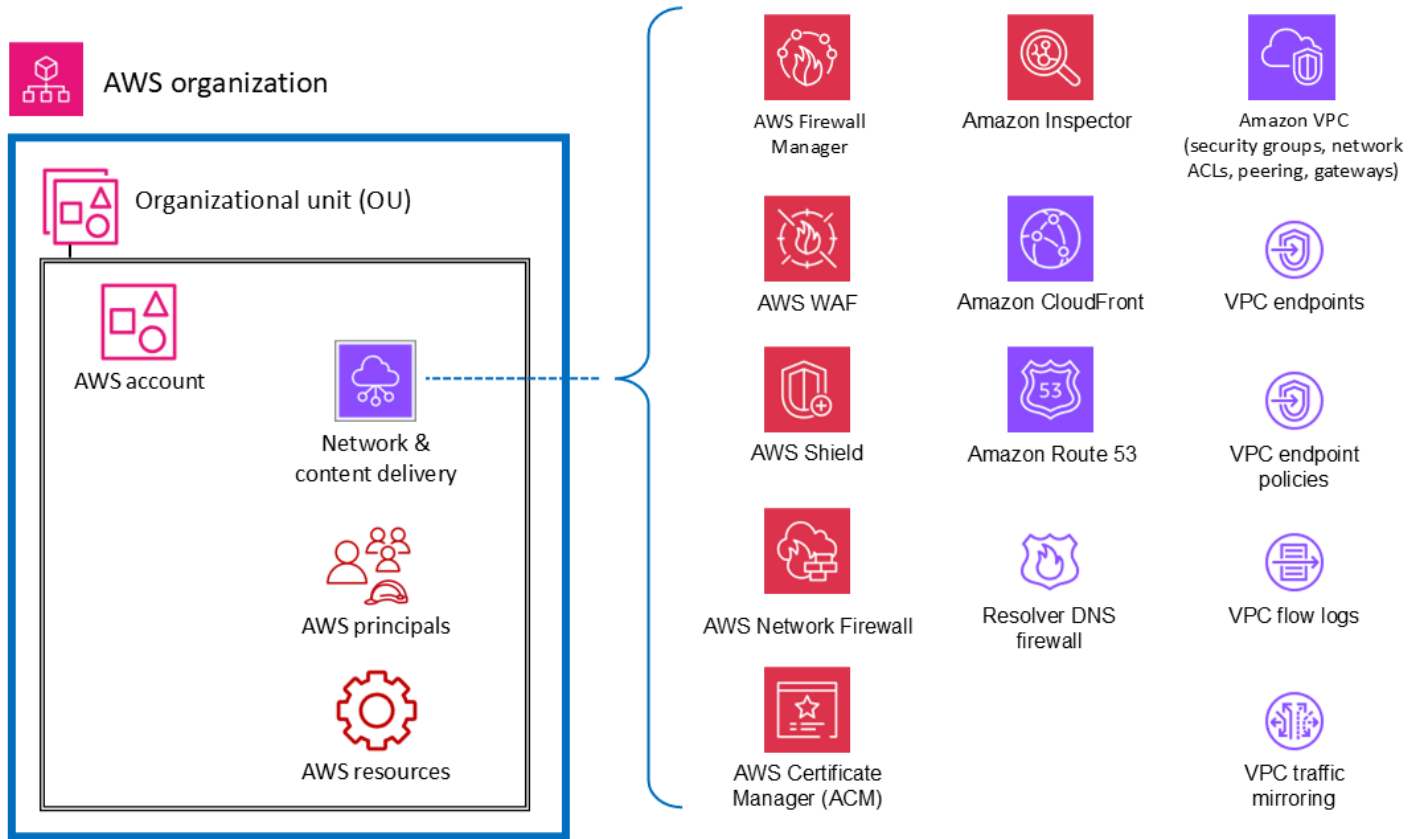 AWS organization
Organizational unit (OU)
AWS account
Network &
content delivery
AWS principals
AWS resources
AWS Firewall
Manager
Amazon Inspector
Amazon VPC
(security groups, network
ACLs, peering, gateways)
AWS WAF
Amazon CloudFront
VPC endpoints
AWS Shield
53
Amazon Route 53
VPC endpoint
policies
AWS Network Firewall
Resolver DNS
firewall
VPC flow logs
AWS Certificate
Manager (ACM)
VPC traffic
mirroring